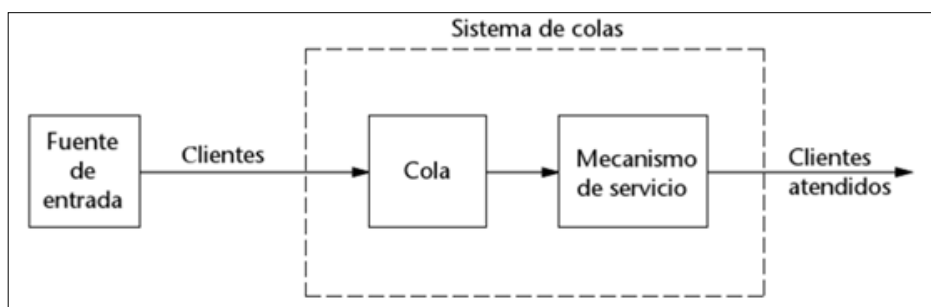 Sistema de colas
Fuente
de
entrada
Clientes
Cola
Mecanismo
de servicio
Clientes
atendidos